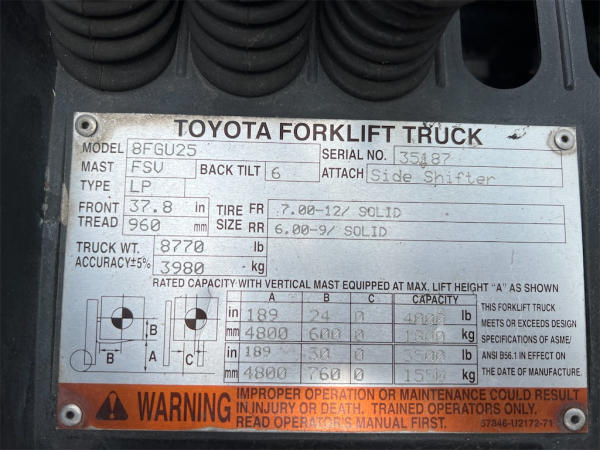 TOYOTA FORKLIFT TRUCK
MODEL 8FGU25 SERIAL NO. 35187
MAST FSV BACK TILT 6 ATTACH Side Shifter
TYPE LP
FRONT TREAD 37.8 in 960 mm TIRE SIZE FR 7.00-12/ SOLID
RR 6.00-9/ SOLID
TRUCK WT. 8770 lb
ACCURACY±5% 3980 kg
RATED CAPACITY WITH VERTICAL MAST EQUIPPED AT MAX. LIFT HEIGHT "A" AS SHOWN
A B C CAPACITY
in 189 24 0 4000 lb
mm 4800 600 0 1800 kg
in 189 30 0 3500 lb
mm 4800 760 0 1550 kg
B
B A C
THIS FORKLIFT TRUCK
MEETS OR EXCEEDS DESIGN
SPECIFICATIONS OF ASME/
ANSI B56.1 IN EFFECT ON
THE DATE OF MANUFACTURE.
WARNING
IMPROPER OPERATION OR MAINTENANCE COULD RESULT
IN INJURY OR DEATH. TRAINED OPERATORS ONLY.
READ OPERATOR'S MANUAL FIRST.
57846-U2172-71